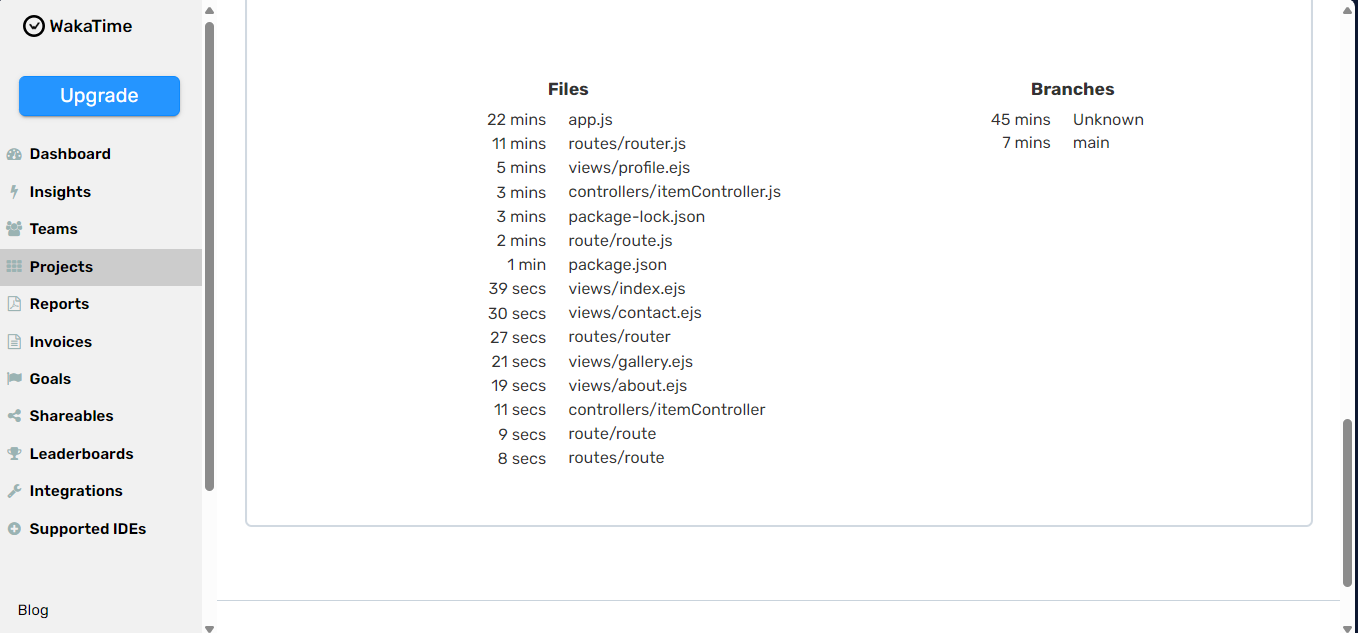 WakaTime
Upgrade
Dashboard
Insights
Teams
Projects
Reports
Invoices
Goals
Shareables
Leaderboards
Integrations
Supported IDEs
Blog
Files
22 mins app.js
11 mins routes/router.js
5 mins views/profile.ejs
3 mins controllers/itemController.js
3 mins package-lock.json
2 mins route/route.js
1 min package.json
39 secs views/index.ejs
30 secs views/contact.ejs
27 secs routes/router
21 secs views/gallery.ejs
19 secs views/about.ejs
11 secs controllers/itemController
9 secs route/route
8 secs routes/route
Branches
45 mins Unknown
7 mins main